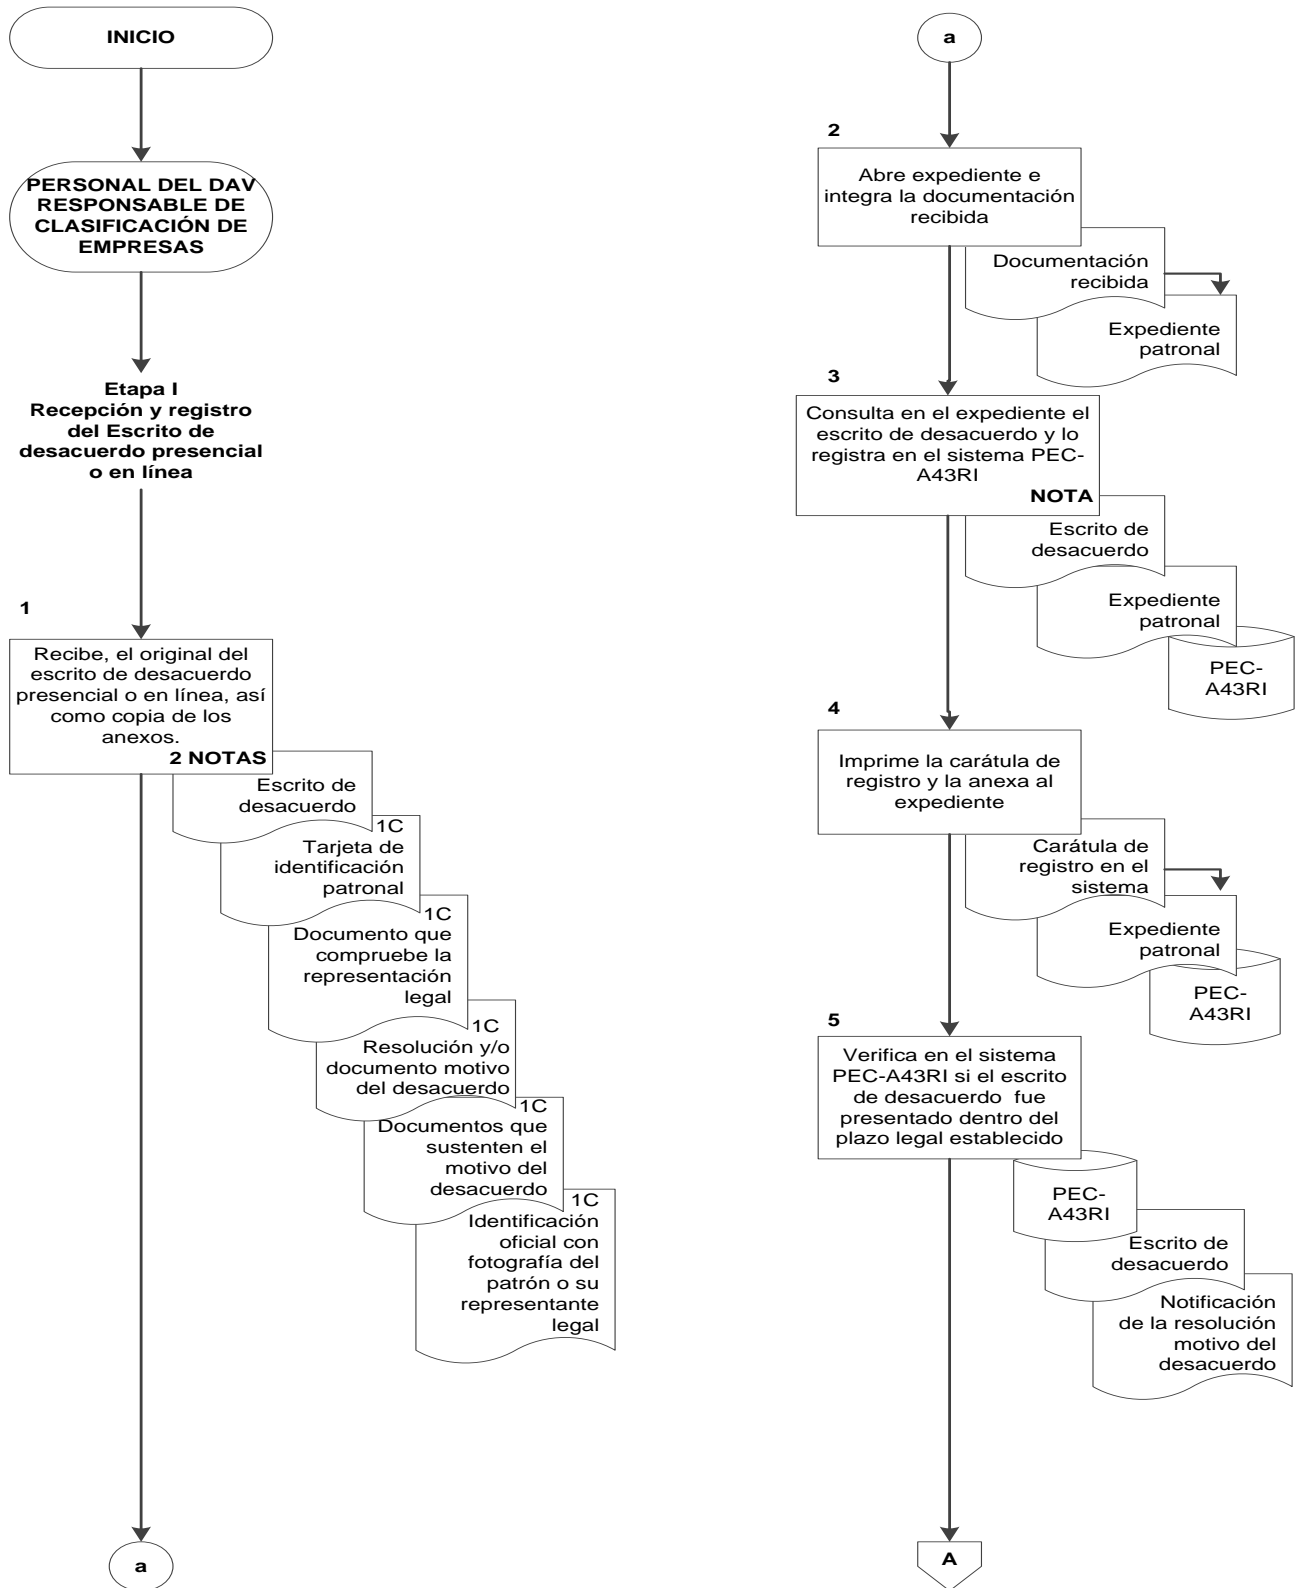 INICIO
PERSONAL DEL DAV
RESPONSABLE DE
CLASIFICACIÓN DE
EMPRESAS
Etapa I
Recepción y registro
del Escrito de
desacuerdo presencial
o en línea
1
Recibe, el original del
escrito de desacuerdo
presencial o en línea, así
como copia de los
anexos.
2 NOTAS
Escrito de
desacuerdo
1C
Tarjeta de
identificación
patronal
1C
Documento que
compruebe la
representación
legal
1C
Resolución y/o
documento motivo
del desacuerdo
1C
Documentos que
sustenten el
motivo del
desacuerdo
1C
Identificación
oficial con
fotografía del
patrón o su
representante
legal
a
a
2
Abre expediente e
integra la documentación
recibida
Documentación
recibida
Expediente
patronal
3
Consulta en el expediente el
escrito de desacuerdo y lo
registra en el sistema PEC-
A43RI
NOTA
Escrito de
desacuerdo
Expediente
patronal
PEC-
A43RI
4
Imprime la carátula de
registro y la anexa al
expediente
Carátula de
registro en el
sistema
Expediente
patronal
PEC-
A43RI
5
Verifica en el sistema
PEC-A43RI si el escrito
de desacuerdo fue
presentado dentro del
plazo legal establecido
PEC-
A43RI
Escrito de
desacuerdo
Notificación
de la resolución
motivo del
desacuerdo
A